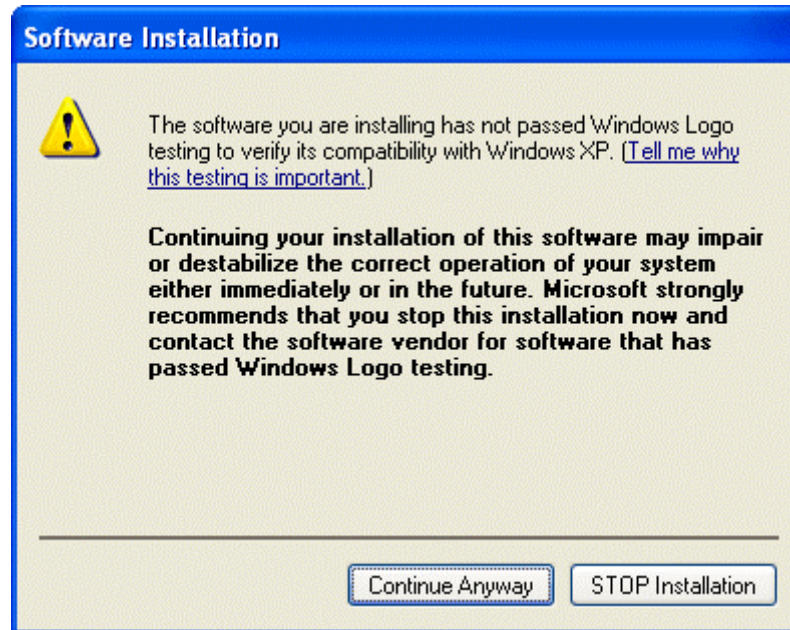 Software Installation
The software you are installing has not passed Windows Logo
testing to verify its compatibility with Windows XP. (Tell me why
this testing is important.)
Continuing your installation of this software may impair
or destabilize the correct operation of your system
either immediately or in the future. Microsoft strongly
recommends that you stop this installation now and
contact the software vendor for software that has
passed Windows Logo testing.
Continue Anyway
STOP Installation